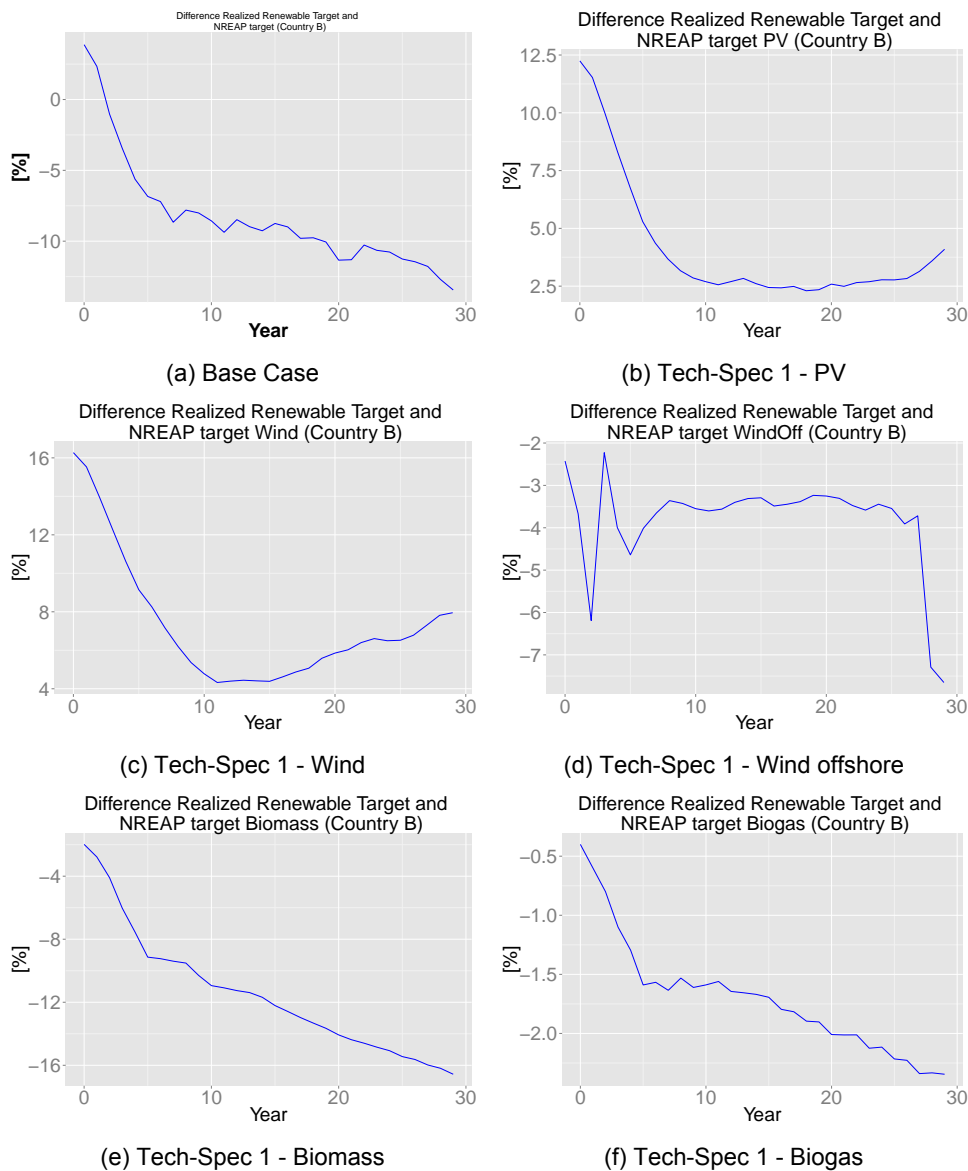 Difference Realized Renewable Target and
NREAP target (Country B)
0
−5
−10
[%]
0
10
20
30
Year
(a) Base Case
Difference Realized Renewable Target and
NREAP target PV (Country B)
12.5
10.0
7.5
5.0
2.5
[%]
0
10
20
30
Year
(b) Tech-Spec 1 - PV
Difference Realized Renewable Target and
NREAP target Wind (Country B)
16
12
8
4
[%]
0
10
20
30
Year
(c) Tech-Spec 1 - Wind
Difference Realized Renewable Target and
NREAP target WindOff (Country B)
−2
−3
−4
−5
−6
−7
[%]
0
10
20
30
Year
(d) Tech-Spec 1 - Wind offshore
Difference Realized Renewable Target and
NREAP target Biomass (Country B)
−4
−8
−12
−16
[%]
0
10
20
30
Year
(e) Tech-Spec 1 - Biomass
Difference Realized Renewable Target and
NREAP target Biogas (Country B)
−0.5
−1.0
−1.5
−2.0
[%]
0
10
20
30
Year
(f) Tech-Spec 1 - Biogas